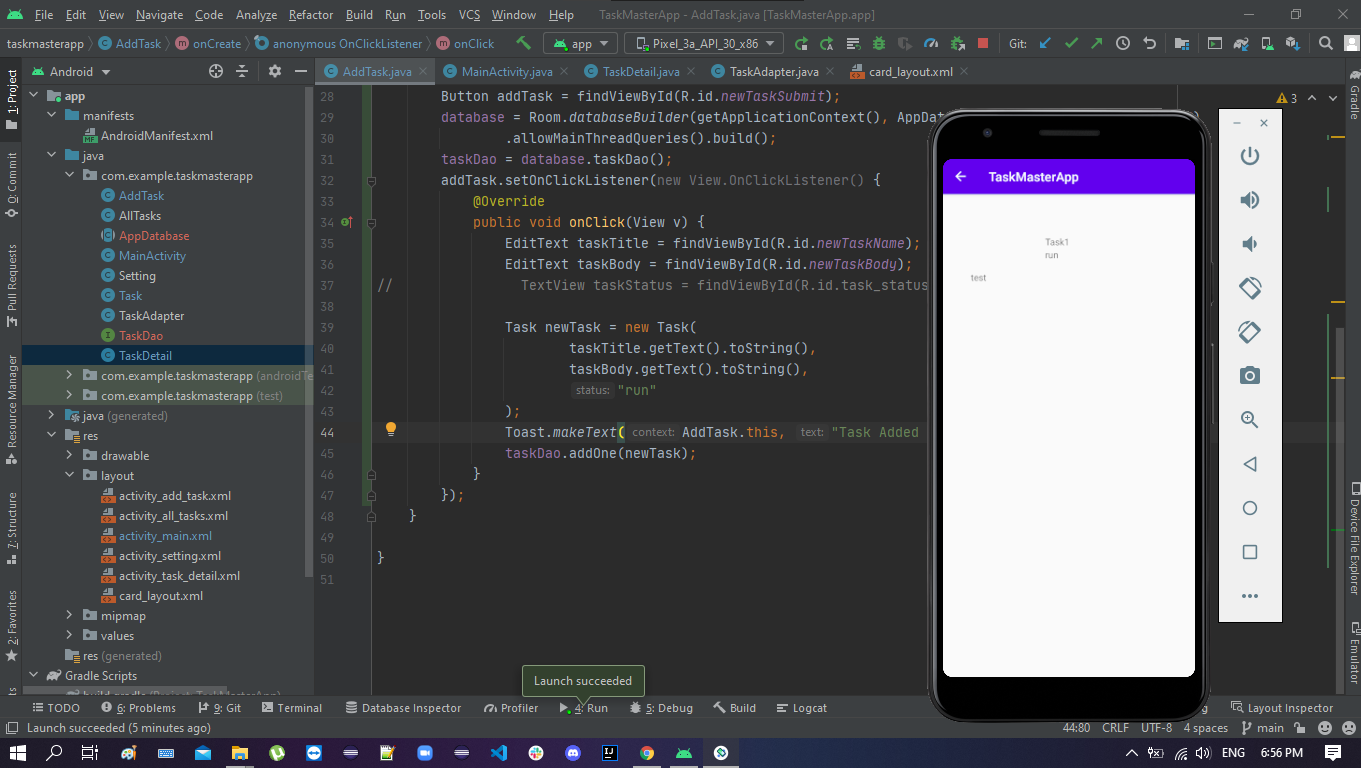 File Edit View Navigate Code Analyze Refactor Build Run Tools VCS Window Help TaskMasterApp - AddTask.java [TaskMasterApp.app]
taskmasterapp AddTask onCreate anonymous OnClickListener onClick app Pixel_3a_API_30_x86 Git:
Android AddTask.java MainActivity.java TaskDetail.java TaskAdapter.java card_layout.xml
1: Project
0: Commit
Pull Requests
Resource Manager
7: Structure
2: Favorites
app
manifests
AndroidManifest.xml
java
com.example.taskmasterapp
AddTask
AllTasks
AppDatabase
MainActivity
Setting
Task
TaskAdapter
TaskDao
TaskDetail
com.example.taskmasterapp (androidTe
com.example.taskmasterapp (test)
java (generated)
res
drawable
layout
activity_add_task.xml
activity_all_tasks.xml
activity_main.xml
activity_setting.xml
activity_task_detail.xml
card_layout.xml
mipmap
values
res (generated)
Gradle Scripts
build.gradle (Project: TaskMasterApp)
28 Button addTask = findViewById(R.id.newTaskSubmit);
29 database = Room.databaseBuilder(getApplicationContext(), AppDat
30 .allowMainThreadQueries().build();
31 taskDao = database.taskDao();
32 addTask.setOnClickListener(new View.OnClickListener() {
33 @Override
34 public void onClick(View v) {
35 EditText taskTitle = findViewById(R.id.newTaskName);
36 EditText taskBody = findViewById(R.id.newTaskBody);
37 // TextView taskStatus = findViewById(R.id.task_status
38
39 Task newTask = new Task(
40 taskTitle.getText().toString(),
41 taskBody.getText().toString(),
42 status: "run"
43 );
44 Toast.makeText( context: AddTask.this, text: "Task Added
45 taskDao.addOne(newTask);
46 }
47 });
48 }
49
50 }
51
3
TaskMasterApp
Task1
run
test
Gradle
Device File Explorer
Emulator
Launch succeeded
TODO 6: Problems 9: Git Terminal Database Inspector Profiler 4: Run 5: Debug Build Logcat Layout Inspector
Launch succeeded (5 minutes ago) 44:80 CRLF UTF-8 4 spaces main
ENG 6:56 PM